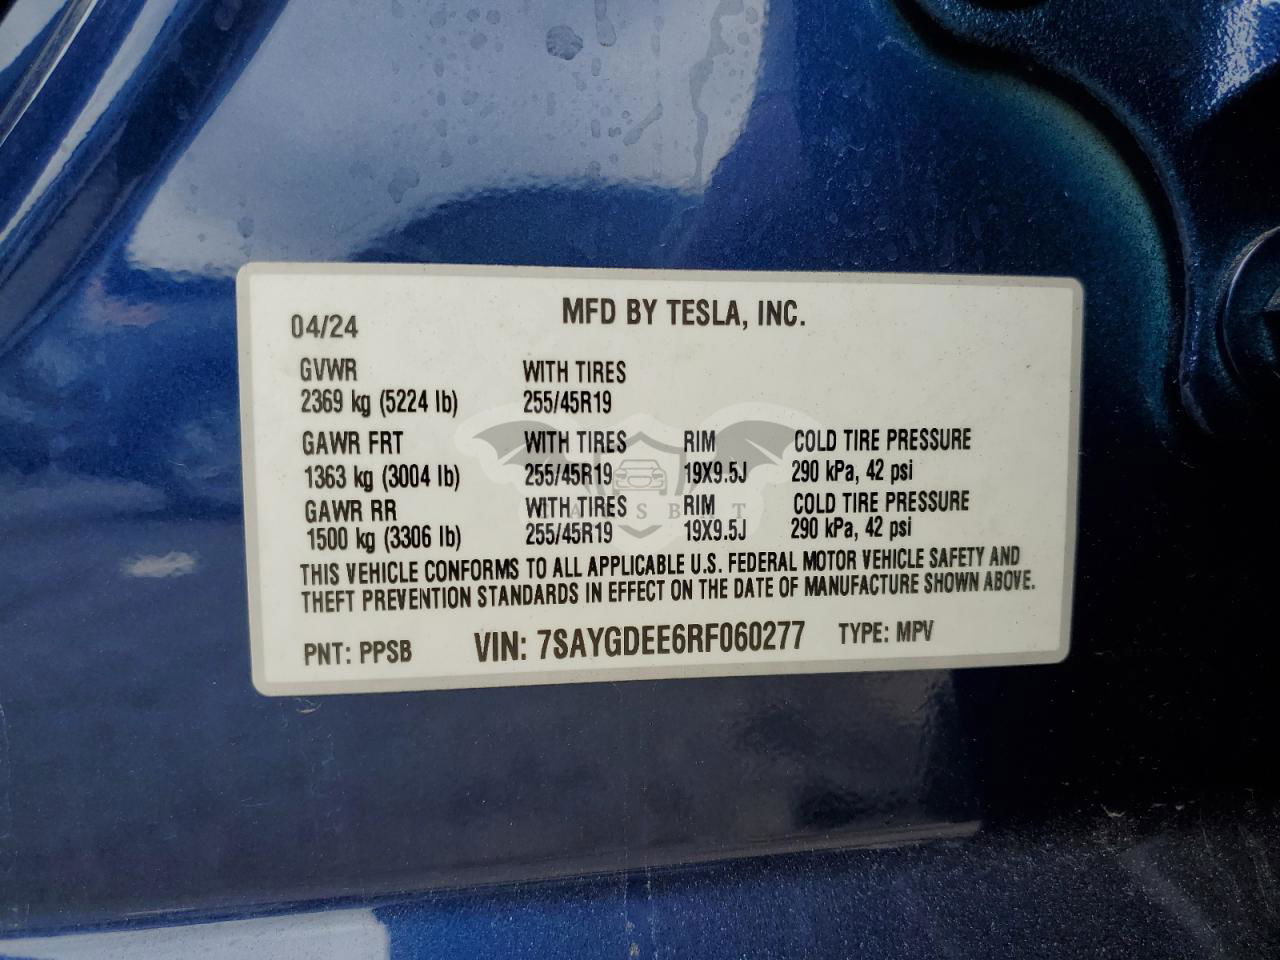 MFD BY TESLA, INC.
04/24
GVWR WITH TIRES
2369 kg (5224 lb) 255/45R19
GAWR FRT WITH TIRES RIM COLD TIRE PRESSURE
1363 kg (3004 lb) 255/45R19 19X9.5J 290 kPa, 42 psi
GAWR RR WITH TIRES RIM COLD TIRE PRESSURE
1500 kg (3306 lb) 255/45R19 19X9.5J 290 kPa, 42 psi
THIS VEHICLE CONFORMS TO ALL APPLICABLE U.S. FEDERAL MOTOR VEHICLE SAFETY AND
THEFT PREVENTION STANDARDS IN EFFECT ON THE DATE OF MANUFACTURE SHOWN ABOVE.
PNT: PPSB VIN: 7SAYGDEE6RF060277 TYPE: MPV